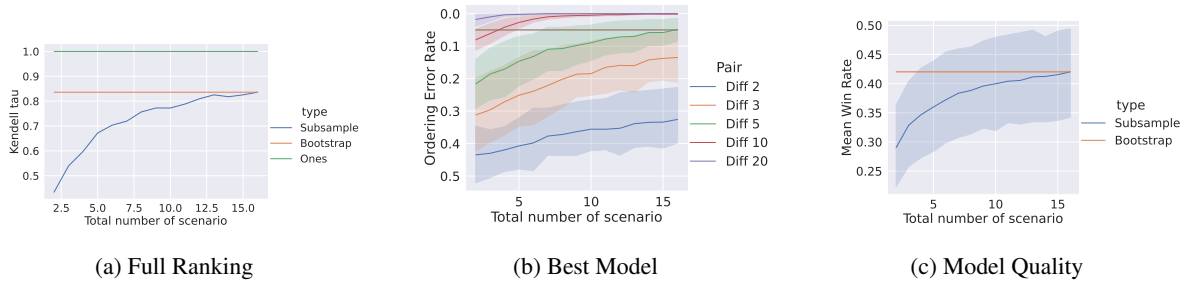 1.0
0.9
0.8
0.7
0.6
0.5
Kendell tau
2.5 5.0 7.5 10.0 12.5 15.0
Total number of scenario
type
Subsample
Bootstrap
Ones
(a) Full Ranking
0.0
0.1
0.2
0.3
0.4
0.5
Ordering Error Rate
5 10 15
Total number of scenario
Pair
Diff 2
Diff 3
Diff 5
Diff 10
Diff 20
(b) Best Model
0.50
0.45
0.40
0.35
0.30
0.25
Mean Win Rate
5 10 15
Total number of scenario
type
Subsample
Bootstrap
(c) Model Quality